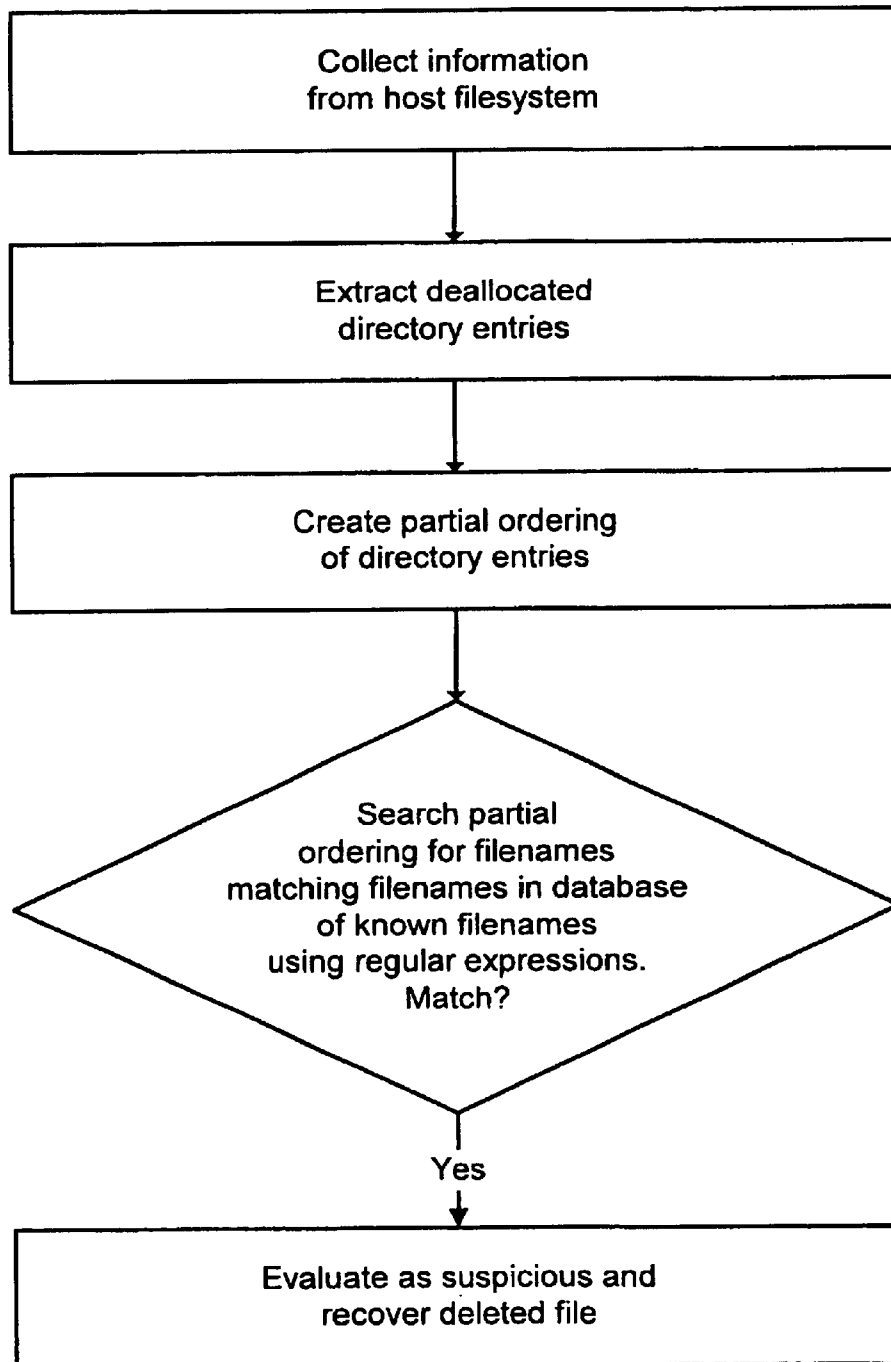 Collect information
from host filesystem
Extract deallocated
directory entries
Create partial ordering
of directory entries
Search partial
ordering for filenames
matching filenames in database
of known filenames
using regular expressions.
Match?
Yes
Evaluate as suspicious and
recover deleted file